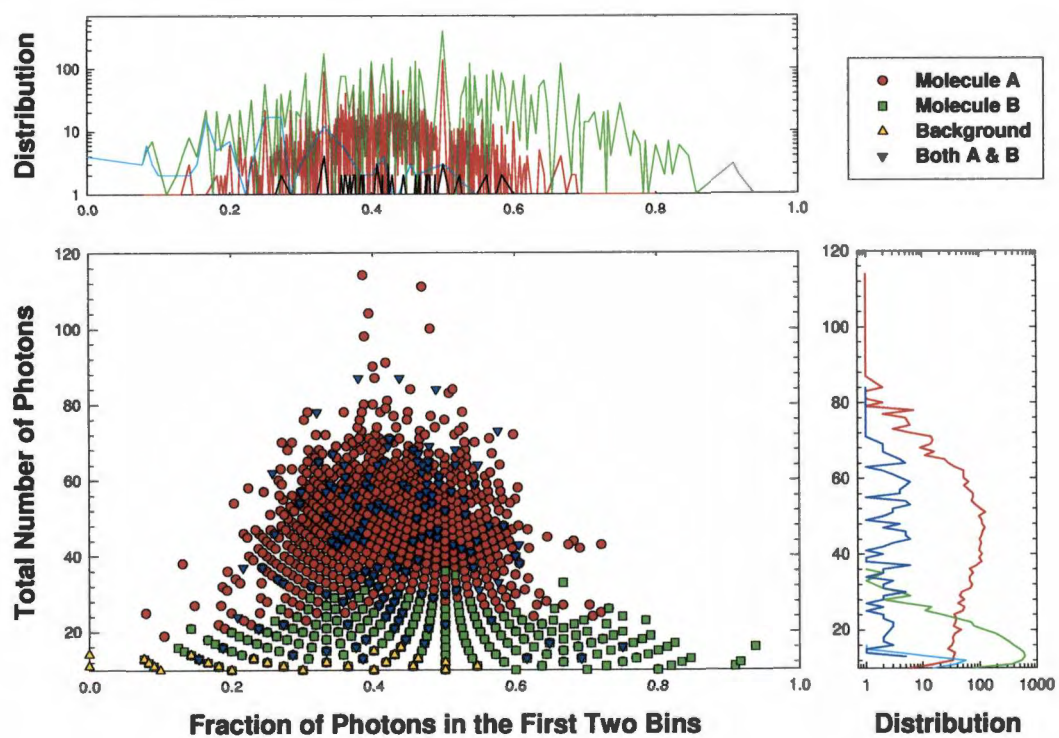 Distribution
100
10
1
0.0 0.2 0.4 0.6 0.8 1.0
Molecule A
Molecule B
Background
Both A & B
Total Number of Photons
120
100
80
60
40
20
0.0 0.2 0.4 0.6 0.8 1.0
Fraction of Photons in the First Two Bins
120
100
80
60
40
20
1 10 100 1000
Distribution